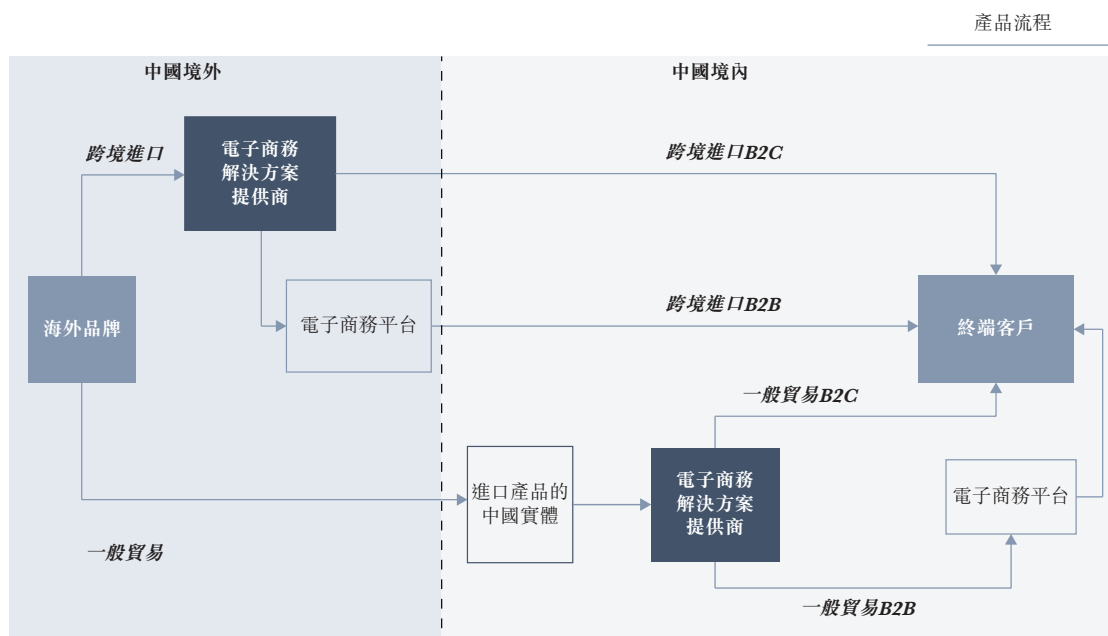 產品流程
中國境外
中國境內
跨境進口
電子商務
解決方案
提供商
跨境進口B2C
海外品牌
電子商務平台
跨境進口B2B
終端客戶
一般貿易B2C
進口產品的
中國實體
電子商務
解決方案
提供商
電子商務平台
一般貿易
一般貿易B2B